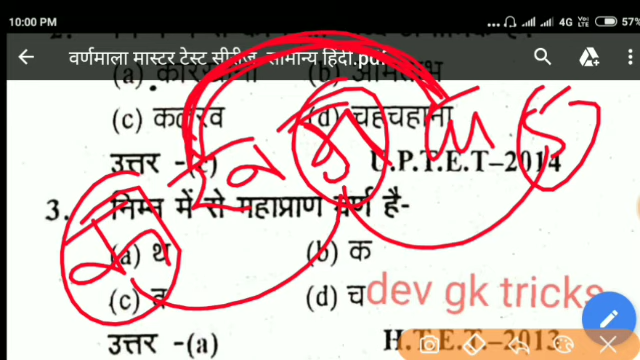 10:00 PM 4G VoLTE 57%
वर्णमाला मास्टर टेस्ट सीरीज, सामान्य हिंदी.pdf
(a) (b)
(c) कलरव (d) चहचहाना
उत्तर -(c) U.P.T.E.T-2014
3. निम्न में से महाप्राण वर्ण है-
(a) थ (b) क
(c) (d) च
dev gk tricks
उत्तर -(a) H.T.E.T-2013